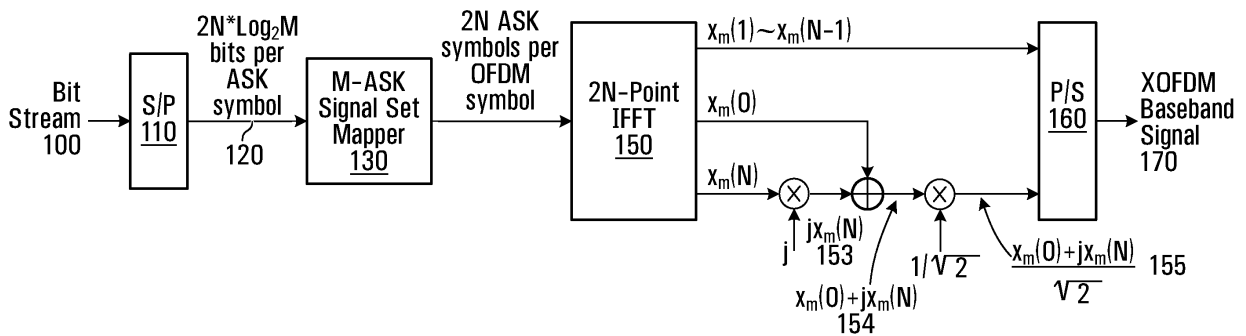 Bit
Stream
100
S/P
110
2N*Log₂M
bits per
ASK
symbol
120
M-ASK
Signal Set
Mapper
130
2N ASK
symbols per
OFDM
symbol
2N-Point
IFFT
150
xₘ(1)~xₘ(N-1)
xₘ(0)
xₘ(N)
j
jxₘ(N)
153
xₘ(0)+jxₘ(N)
154
1/√2
xₘ(0)+jxₘ(N)
√2
155
P/S
160
XOFDM
Baseband
Signal
170